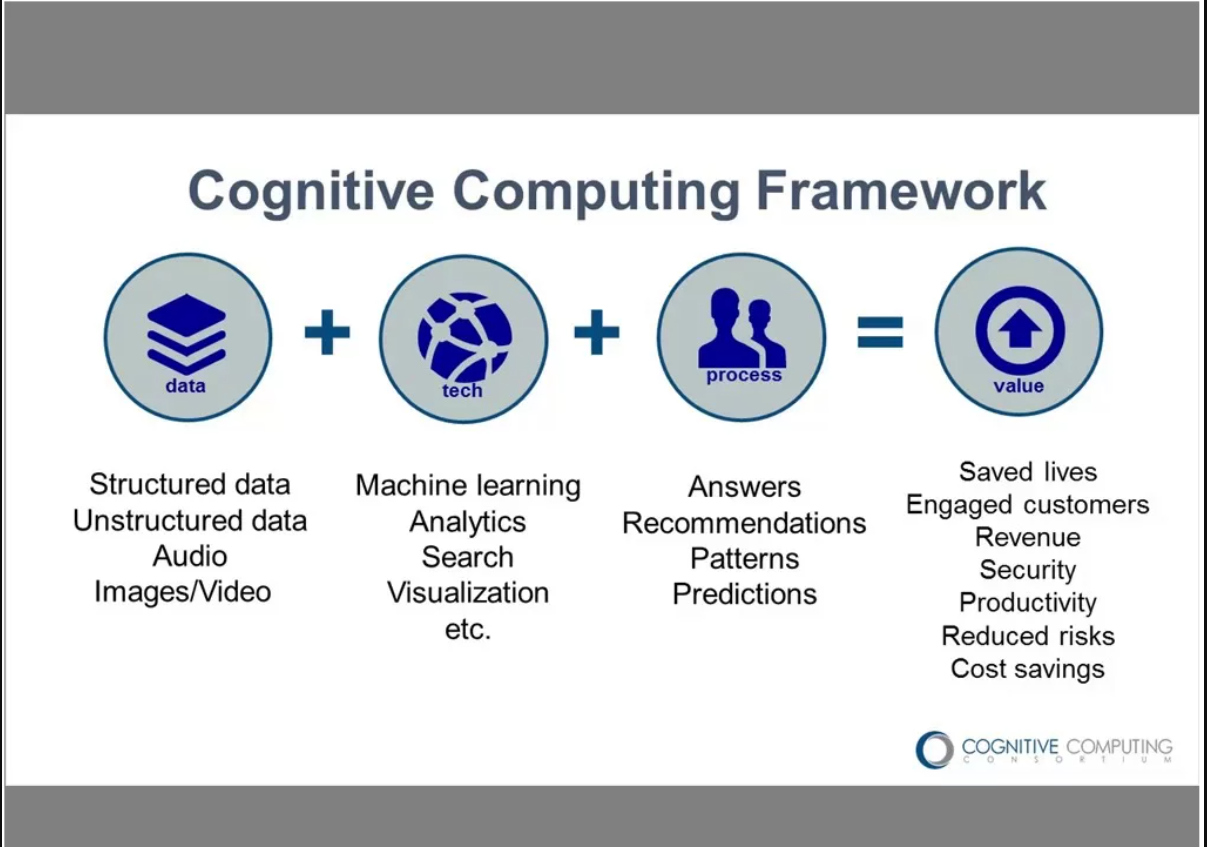 Cognitive Computing Framework
data
tech
process
value
Structured data
Unstructured data
Audio
Images/Video
Machine learning
Analytics
Search
Visualization
etc.
Answers
Recommendations
Patterns
Predictions
Saved lives
Engaged customers
Revenue
Security
Productivity
Reduced risks
Cost savings
COGNITIVE COMPUTING
CONSORTIUM